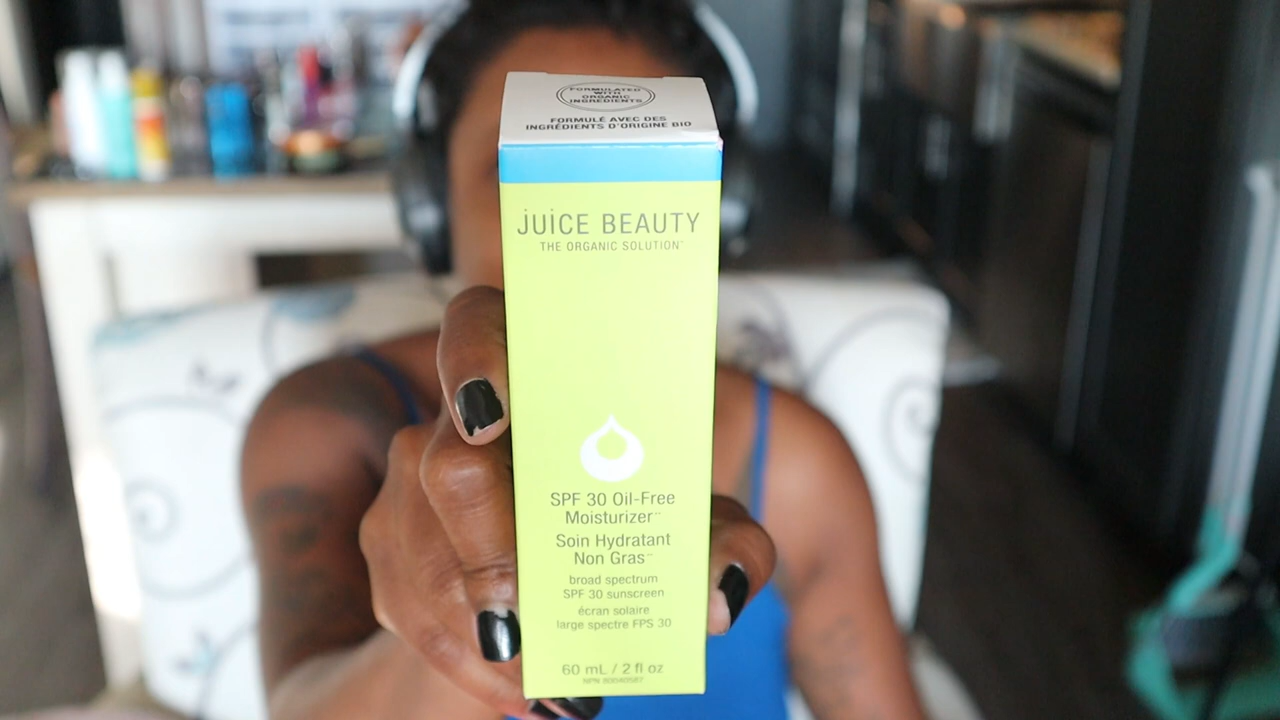 FORMULATED
WITH
ORGANIC
INGREDIENTS
FORMULÉ AVEC DES
INGRÉDIENTS D'ORIGINE BIO
JUICE BEAUTY
THE ORGANIC SOLUTION™
SPF 30 Oil-Free
Moisturizer
Soin Hydratant
Non Gras
broad spectrum
SPF 30 sunscreen
écran solaire
large spectre FPS 30
60 mL / 2 fl oz